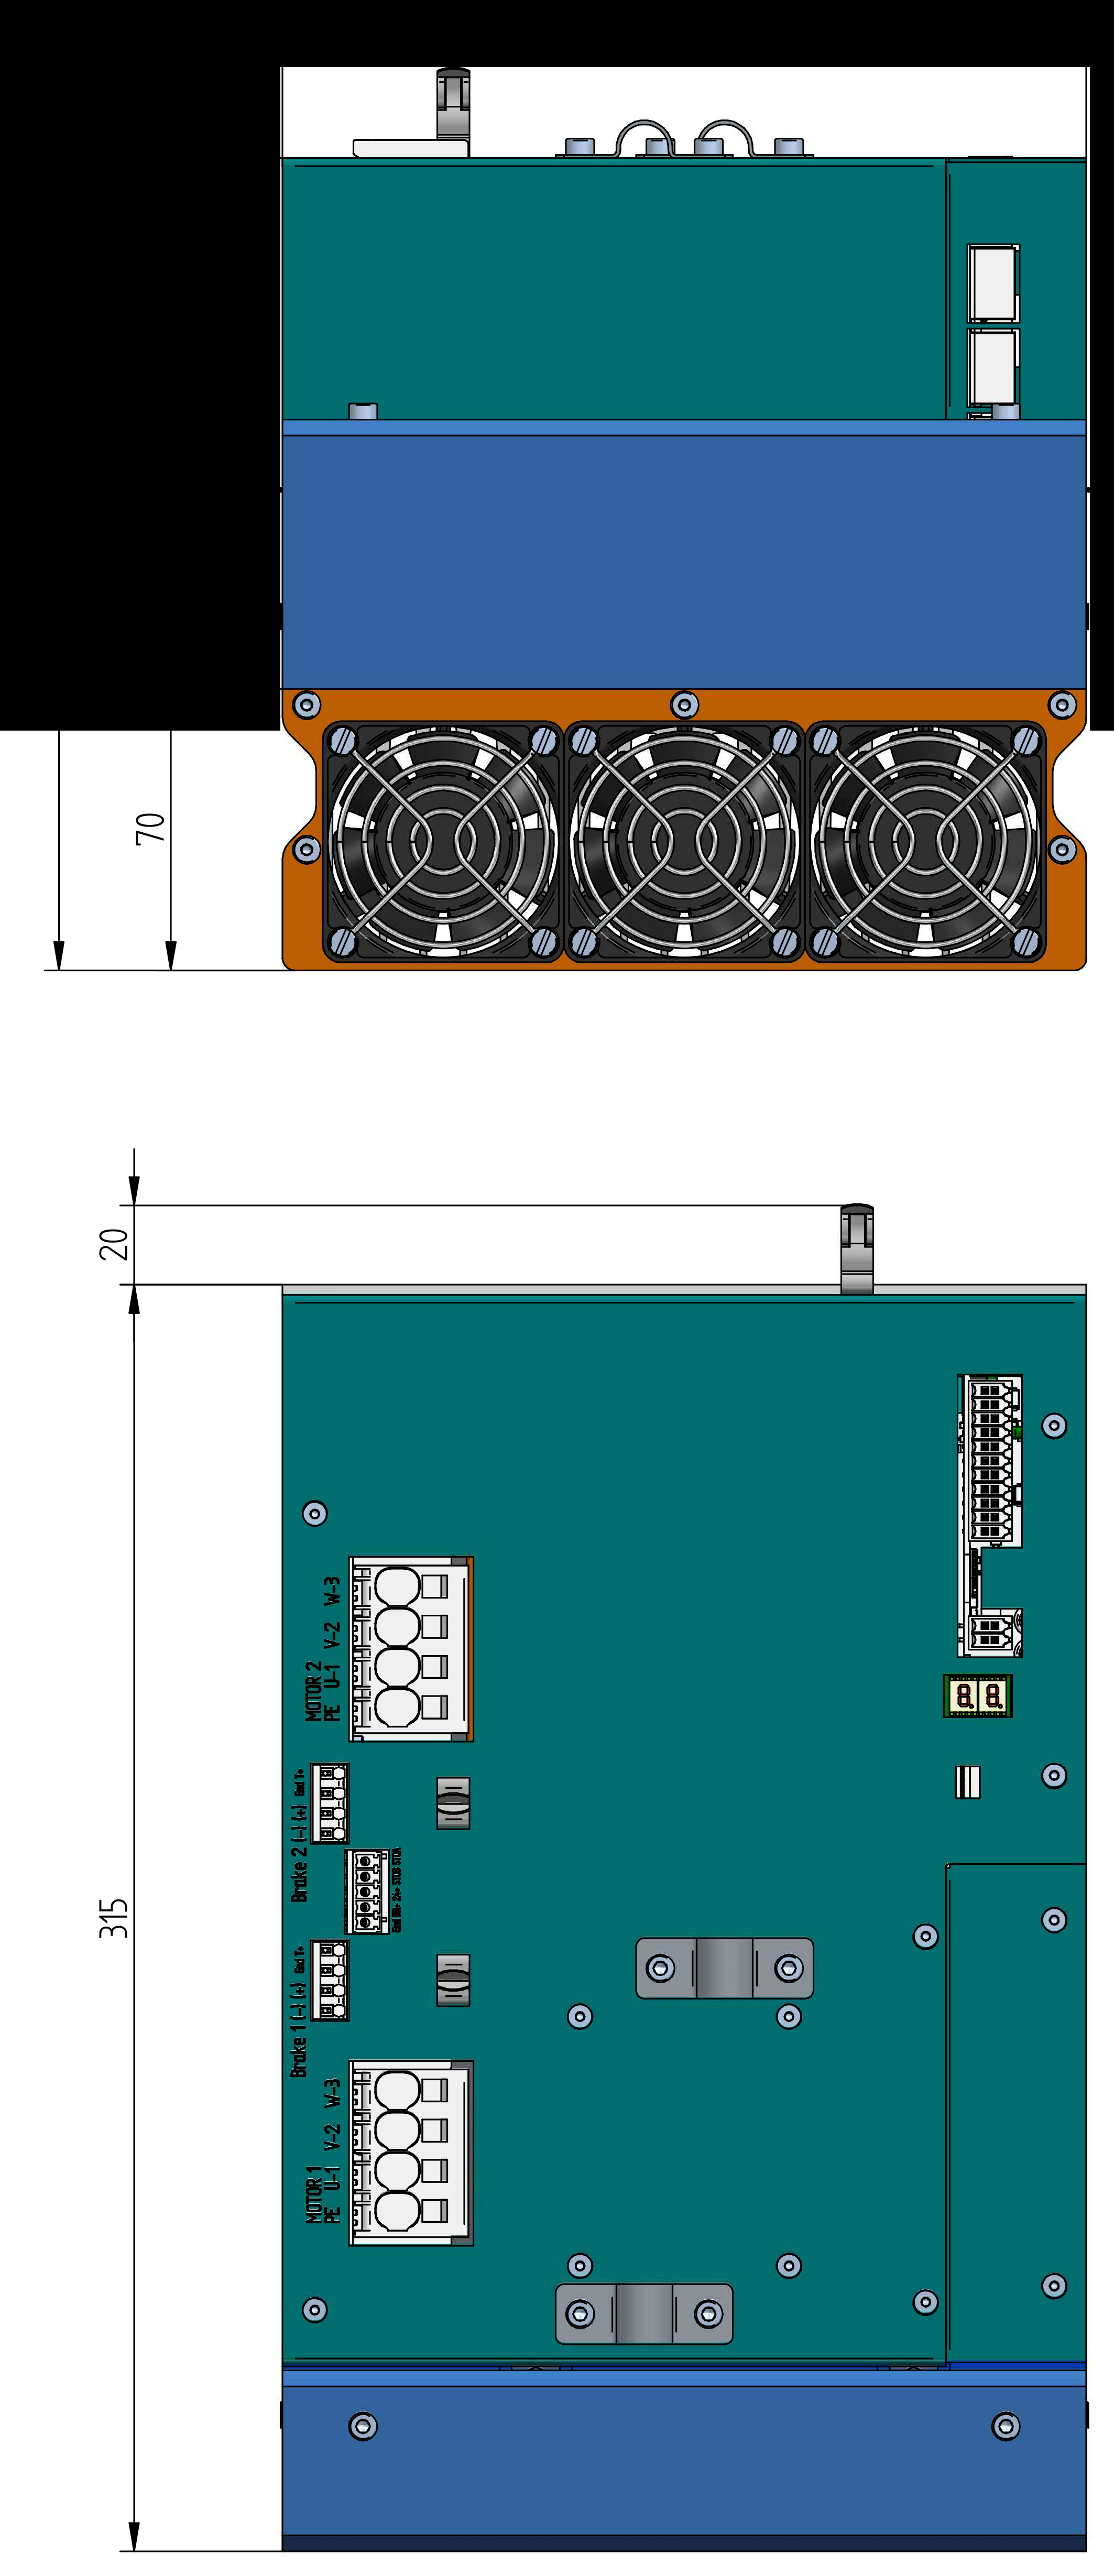 70
20
315
W-3
V-2
MOTOR 2
PE U-1
Gnd T+
Brake 2 (-) (+)
Gnd BR+ 24+ STOB STOA
8.8.
Gnd T+
Brake 1 (-) (+)
W-3
V-2
MOTOR 1
PE U-1